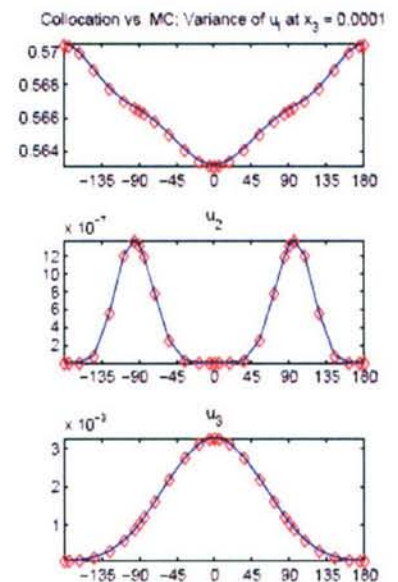 Collocation vs MC: Variance of u₁ at x₃ = 0.0001
0.57
0.565
0.566
0.564
−135 −90 −45 0 45 90 135 180
u₂
x 10⁻⁷
12
10
8
6
4
2
−135 −90 −45 0 45 90 135 180
u₃
x 10⁻³
3
2
1
−135 −90 −45 0 45 90 135 180